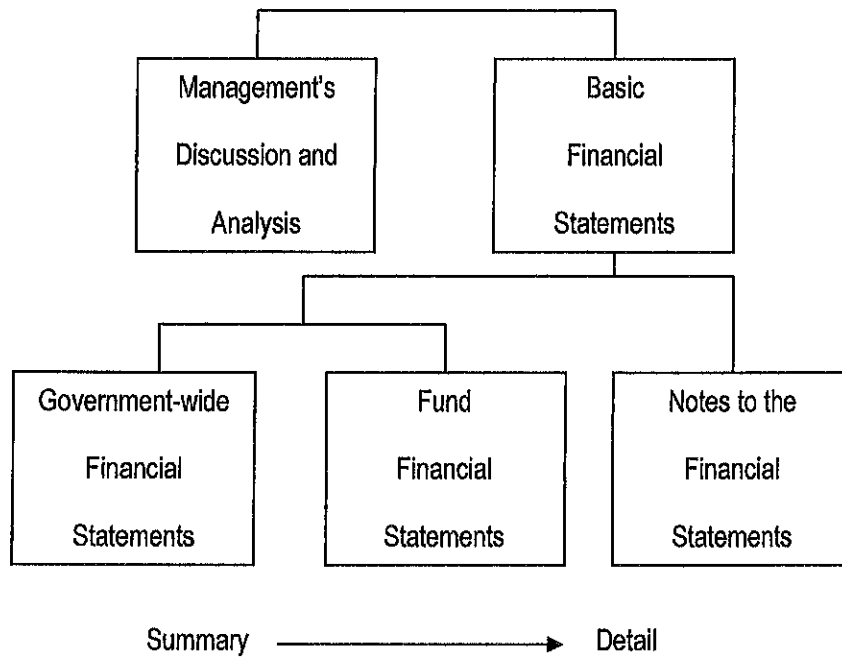 Management's
Discussion and
Analysis
Basic
Financial
Statements
Government-wide
Financial
Statements
Fund
Financial
Statements
Notes to the
Financial
Statements
Summary
Detail